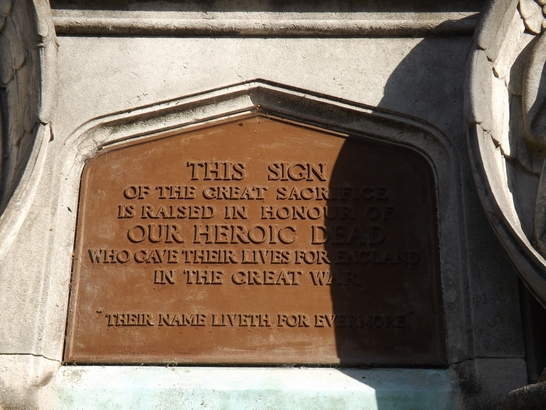 THIS SIGN
OF THE GREAT SACRIFICE
IS RAISED IN HONOUR OF
OUR HEROIC DEAD
WHO GAVE THEIR LIVES FOR ENGLAND
IN THE GREAT WAR
"THEIR NAME LIVETH FOR EVERMORE."